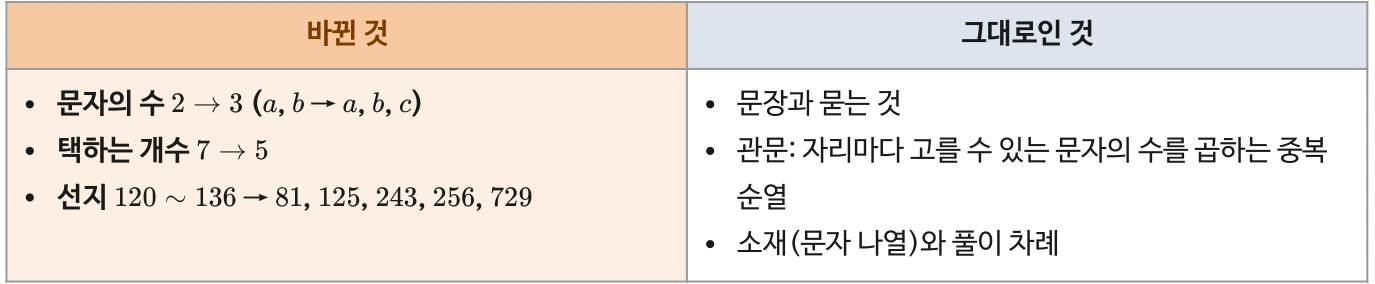 바뀐 것
그대로인 것
• 문자의 수 2 → 3 (a, b → a, b, c)
• 택하는 개수 7 → 5
• 선지 120 ~ 136 → 81, 125, 243, 256, 729
• 문장과 묻는 것
• 관문: 자리마다 고를 수 있는 문자의 수를 곱하는 중복
순열
• 소재(문자 나열)와 풀이 차례